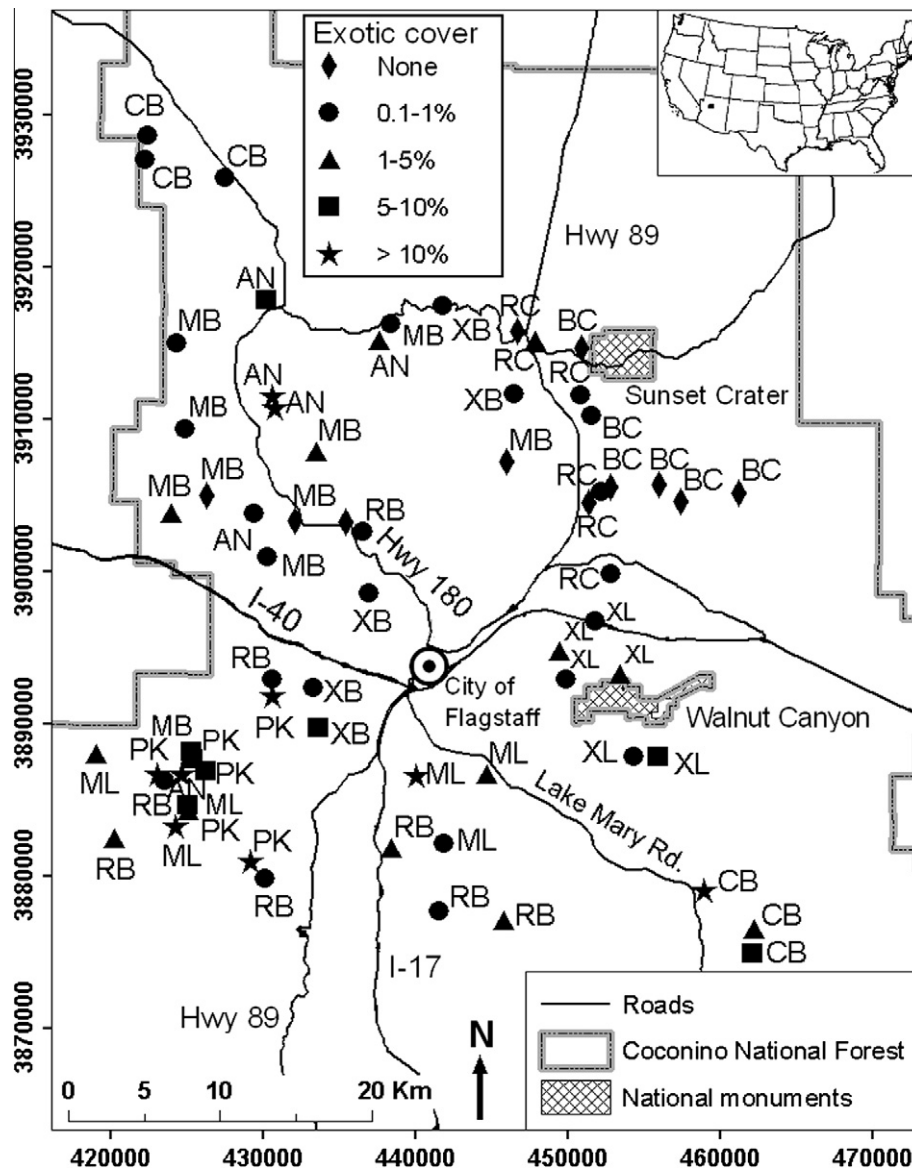 Exotic cover
None
0.1-1%
1-5%
5-10%
> 10%
3930000
3920000
3910000
3900000
3890000
3880000
3870000
CB
CB
CB
Hwy 89
AN
MB
MB
XB
RC
BC
AN
RC
RC
Sunset Crater
AN
AN
XB
MB
MB
BC
MB
BC
BC
BC
BC
MB
MB
MB
RB
RC
RC
AN
MB
Hwy 180
RC
I-40
XB
XL
XL
XL
RB
XL
XB
City of
Flagstaff
PK
XB
Walnut Canyon
MB
PK
PK
PK
ML
ML
ML
XL
XL
AN
RB
ML
PK
ML
Lake Mary Rd.
RB
PK
RB
ML
CB
RB
RB
RB
CB
CB
I-17
Hwy 89
N
Roads
Coconino National Forest
National monuments
0 5 10 20 Km
420000 430000 440000 450000 460000 470000